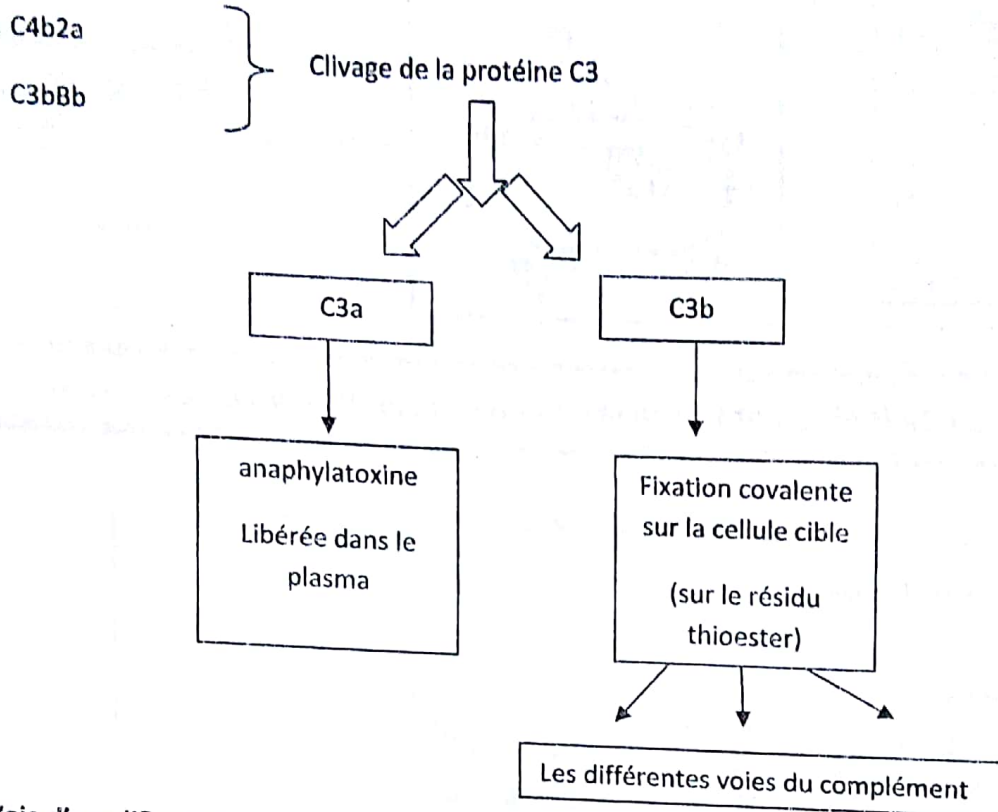 C4b2a
C3bBb
Clivage de la protéine C3
C3a
C3b
anaphylatoxine
Libérée dans le
plasma
Fixation covalente
sur la cellule cible
(sur le résidu
thioester)
Les différentes voies du complément